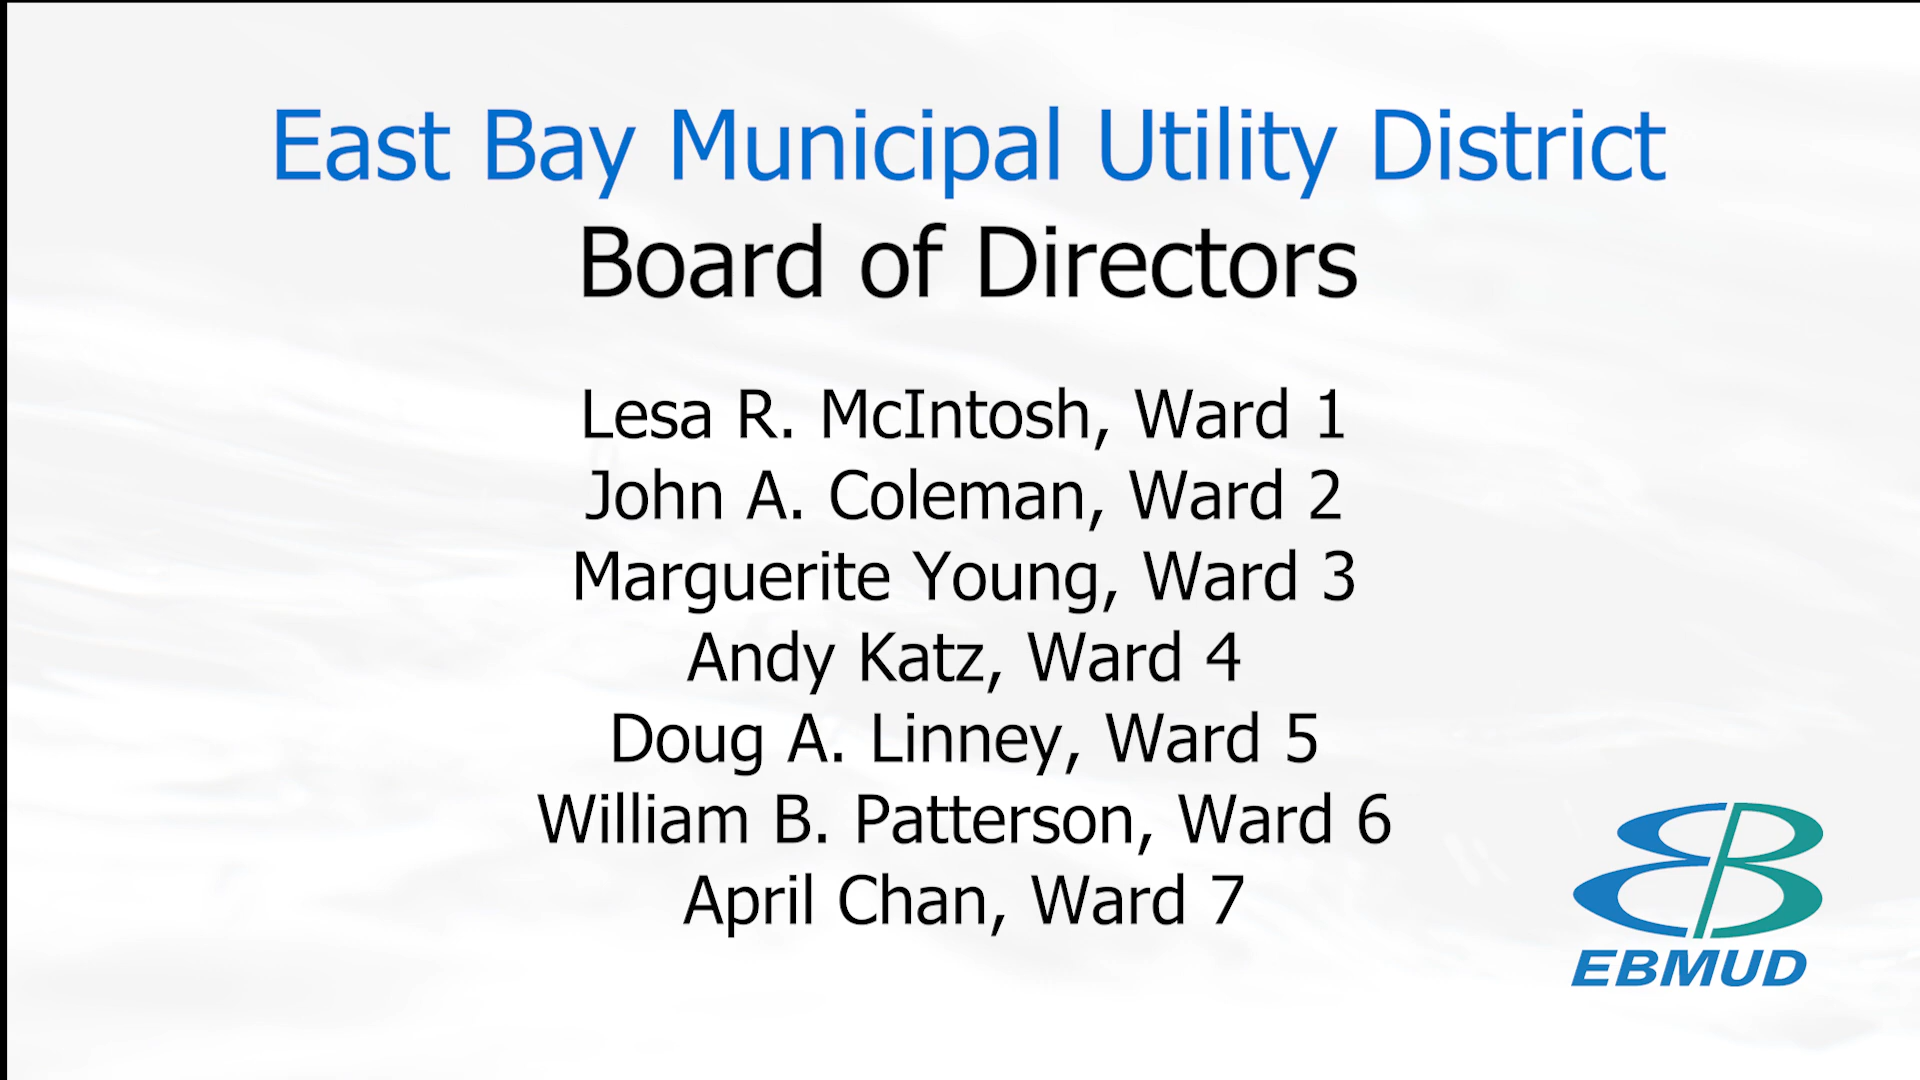 East Bay Municipal Utility District
Board of Directors
Lesa R. McIntosh, Ward 1
John A. Coleman, Ward 2
Marguerite Young, Ward 3
Andy Katz, Ward 4
Doug A. Linney, Ward 5
William B. Patterson, Ward 6
April Chan, Ward 7
EB
EBMUD